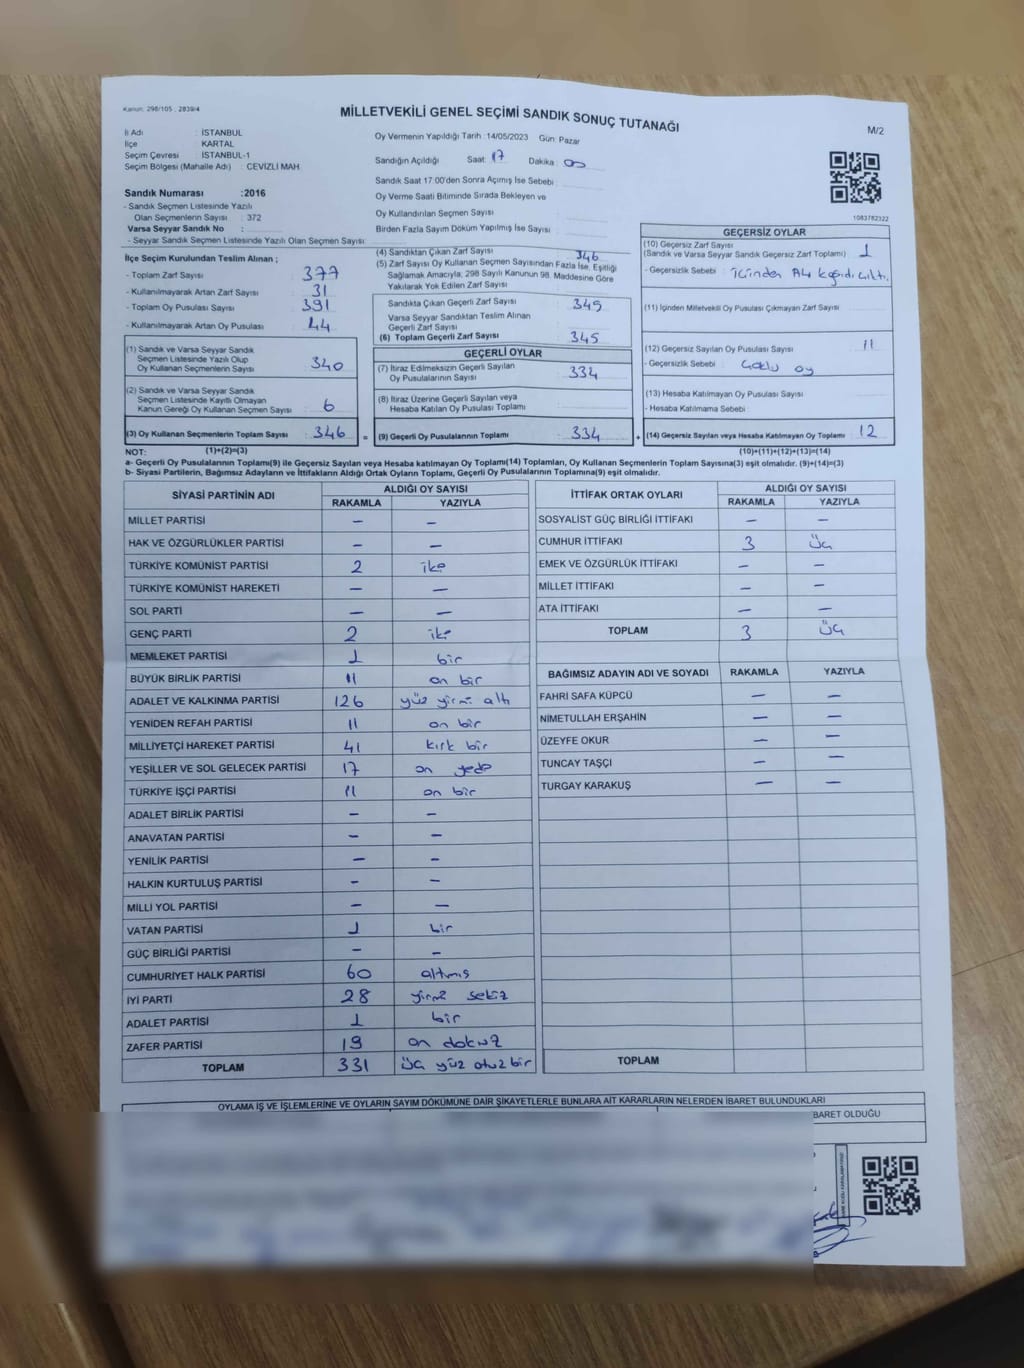 Kanun: 298/105 , 2839/4
MİLLETVEKİLİ GENEL SEÇİMİ SANDIK SONUÇ TUTANAĞI
M/2
İl Adı : İSTANBUL
İlçe : KARTAL
Seçim Çevresi : İSTANBUL-1
Seçim Bölgesi (Mahalle Adı) : CEVİZLİ MAH
Sandık Numarası :2016
- Sandık Seçmen Listesinde Yazılı
Olan Seçmenlerin Sayısı : 372
Varsa Seyyar Sandık No :
- Seyyar Sandık Seçmen Listesinde Yazılı Olan Seçmen Sayısı :
Oy Vermenin Yapıldığı Tarih :14/05/2023 Gün: Pazar
Sandığın Açıldığı Saat: 17 Dakika : 00
Sandık Saat 17:00'den Sonra Açımış İse Sebebi :
Oy Verme Saati Bitiminde Sırada Bekleyen ve
Oy Kullandırılan Seçmen Sayısı
Birden Fazla Sayım Döküm Yapılmış İse Sayısı :
1083782322
İlçe Seçim Kurulundan Teslim Alınan ;
- Toplam Zarf Sayısı : 377
- Kullanılmayarak Artan Zarf Sayısı : 31
- Toplam Oy Pusulası Sayısı : 391
- Kullanılmayarak Artan Oy Pusulası : 44
(1) Sandık ve Varsa Seyyar Sandık
Seçmen Listesinde Yazılı Olup
Oy Kullanan Seçmenlerin Sayısı : 340
(2) Sandık ve Varsa Seyyar Sandık
Seçmen Listesinde Kayıtlı Olmayan
Kanun Gereği Oy Kullanan Seçmen Sayısı : 6
(3) Oy Kullanan Seçmenlerin Toplam Sayısı : 346 =
(4) Sandıktan Çıkan Zarf Sayısı : 346
(5) Zarf Sayısı Oy Kullanan Seçmen Sayısından Fazla İse, Eşitliği
Sağlamak Amacıyla; 298 Sayılı Kanunun 98. Maddesine Göre
Yakılarak Yok Edilen Zarf Sayısı :
Sandıkta Çıkan Geçerli Zarf Sayısı : 345
Varsa Seyyar Sandıktan Teslim Alınan
Geçerli Zarf Sayısı :
(6) Toplam Geçerli Zarf Sayısı : 345
GEÇERLİ OYLAR
(7) İtiraz Edilmeksizin Geçerli Sayılan
Oy Pusulalarının Sayısı : 334
(8) İtiraz Üzerine Geçerli Sayılan veya
Hesaba Katılan Oy Pusulası Toplamı :
(9) Geçerli Oy Pusulalarının Toplamı : 334 +
GEÇERSİZ OYLAR
(10) Geçersiz Zarf Sayısı
(Sandık ve Varsa Seyyar Sandık Geçersiz Zarf Toplamı) : 1
- Geçersizlik Sebebi : içinden A4 kağıdı çıktı.
(11) İçinden Milletvekili Oy Pusulası Çıkmayan Zarf Sayısı :
(12) Geçersiz Sayılan Oy Pusulası Sayısı : 11
- Geçersizlik Sebebi : Çoklu oy
(13) Hesaba Katılmayan Oy Pusulası Sayısı :
- Hesaba Katılmama Sebebi :
(14) Geçersiz Sayılan veya Hesaba Katılmayan Oy Toplamı : 12
NOT: (1)+(2)=(3) (10)+(11)+(12)+(13)=(14)
a- Geçerli Oy Pusulalarının Toplamı(9) ile Geçersiz Sayılan veya Hesaba katılmayan Oy Toplamı(14) Toplamları, Oy Kullanan Seçmenlerin Toplam Sayısına(3) eşit olmalıdır. (9)+(14)=(3)
b- Siyasi Partilerin, Bağımsız Adayların ve İttifakların Aldığı Ortak Oyların Toplamı, Geçerli Oy Pusulalarının Toplamına(9) eşit olmalıdır.
SİYASİ PARTİNİN ADI ALDIĞI OY SAYISI
RAKAMLA YAZIYLA
MİLLET PARTİSİ — —
HAK VE ÖZGÜRLÜKLER PARTİSİ — —
TÜRKİYE KOMÜNİST PARTİSİ 2 iki
TÜRKİYE KOMÜNİST HAREKETİ — —
SOL PARTİ — —
GENÇ PARTİ 2 iki
MEMLEKET PARTİSİ 1 bir
BÜYÜK BİRLİK PARTİSİ 11 on bir
ADALET VE KALKINMA PARTİSİ 126 yüz yirmi altı
YENİDEN REFAH PARTİSİ 11 on bir
MİLLİYETÇİ HAREKET PARTİSİ 41 kırk bir
YEŞİLLER VE SOL GELECEK PARTİSİ 17 on yedi
TÜRKİYE İŞÇİ PARTİSİ 11 on bir
ADALET BİRLİK PARTİSİ — —
ANAVATAN PARTİSİ — —
YENİLİK PARTİSİ — —
HALKIN KURTULUŞ PARTİSİ — —
MİLLİ YOL PARTİSİ — —
VATAN PARTİSİ 1 bir
GÜÇ BİRLİĞİ PARTİSİ — —
CUMHURİYET HALK PARTİSİ 60 altmış
İYİ PARTİ 28 yirmi sekiz
ADALET PARTİSİ 1 bir
ZAFER PARTİSİ 19 on dokuz
TOPLAM 331 üç yüz otuz bir
İTTİFAK ORTAK OYLARI ALDIĞI OY SAYISI
RAKAMLA YAZIYLA
SOSYALİST GÜÇ BİRLİĞİ İTTİFAKI — —
CUMHUR İTTİFAKI 3 üç
EMEK VE ÖZGÜRLÜK İTTİFAKI — —
MİLLET İTTİFAKI — —
ATA İTTİFAKI — —
TOPLAM 3 üç
BAĞIMSIZ ADAYIN ADI VE SOYADI RAKAMLA YAZIYLA
FAHRİ SAFA KÜPCÜ — —
NİMETULLAH ERŞAHİN — —
ÜZEYFE OKUR — —
TUNCAY TAŞÇI — —
TURGAY KARAKUŞ — —
TOPLAM
OYLAMA İŞ VE İŞLEMLERİNE VE OYLARIN SAYIM DÖKÜMÜNE DAİR ŞİKAYETLERLE BUNLARA AİT KARARLARIN NELERDEN İBARET BULUNDUKLARI
BARET OLDUĞU